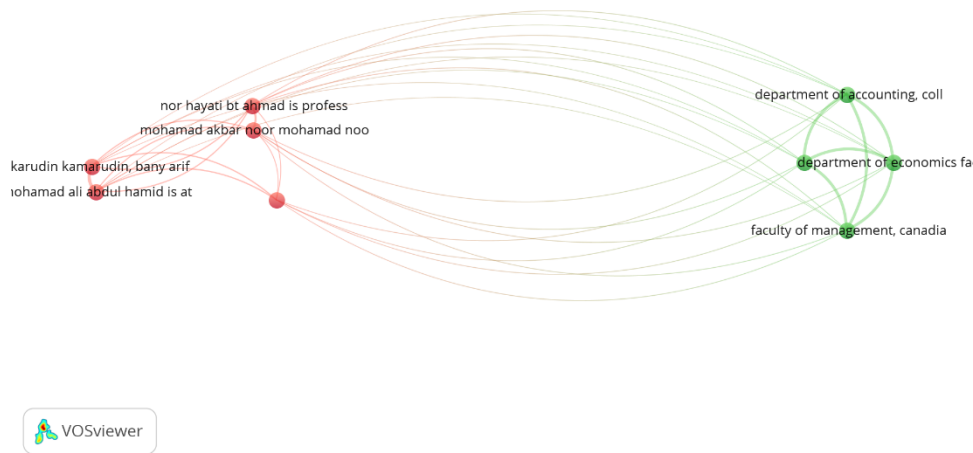 department of accounting, coll
nor hayati bt ahmad is profess
mohamad akbar noor mohamad noo
karudin kamarudin, bany arif
department of economics fa
mohamad ali abdul hamid is at
faculty of management, canadia
VOSviewer